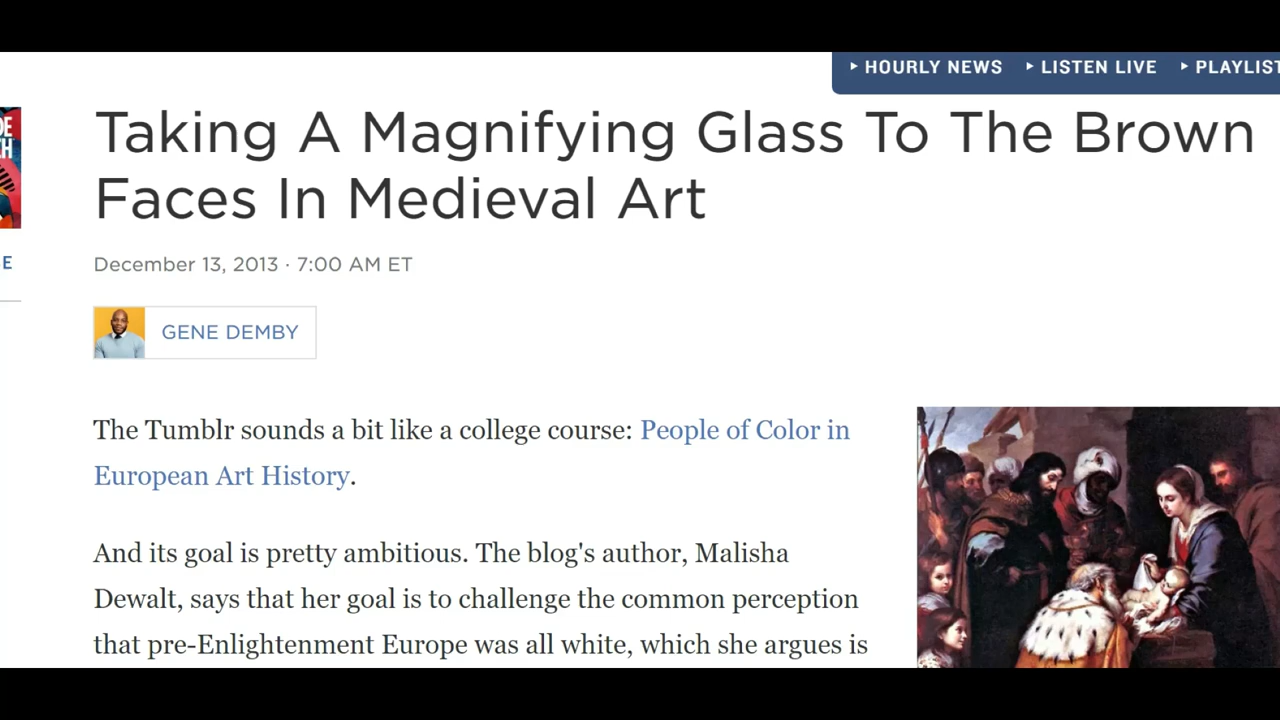 ▸ HOURLY NEWS ▸ LISTEN LIVE ▸ PLAYLIST
DE
CH
E
Taking A Magnifying Glass To The Brown
Faces In Medieval Art
December 13, 2013 · 7:00 AM ET
GENE DEMBY
The Tumblr sounds a bit like a college course: People of Color in
European Art History.
And its goal is pretty ambitious. The blog's author, Malisha
Dewalt, says that her goal is to challenge the common perception
that pre-Enlightenment Europe was all white, which she argues is